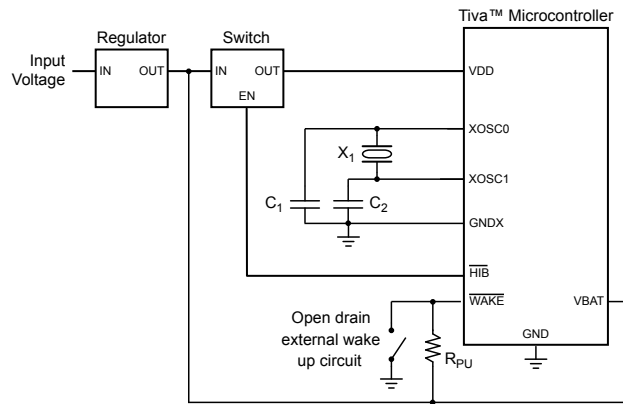 Tiva™ Microcontroller
Regulator
Switch
Input
Voltage
IN
OUT
IN
OUT
EN
VDD
XOSC0
X1
XOSC1
C1
C2
GNDX
HIB
WAKE
VBAT
Open drain
external wake
up circuit
RPU
GND